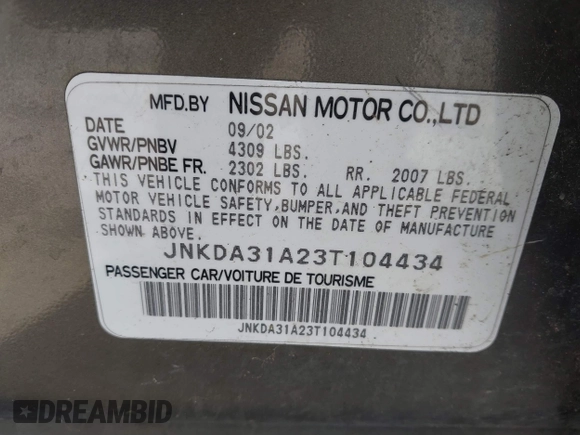 MFD.BY NISSAN MOTOR CO.,LTD
DATE 09/02
GVWR/PNBV 4309 LBS.
GAWR/PNBE FR. 2302 LBS. RR. 2007 LBS.
THIS VEHICLE CONFORMS TO ALL APPLICABLE FEDERAL
MOTOR VEHICLE SAFETY,BUMPER,AND THEFT PREVENTION
STANDARDS IN EFFECT ON THE DATE OF MANUFACTURE
SHOWN ABOVE.
JNKDA31A23T104434
PASSENGER CAR/VOITURE DE TOURISME
JNKDA31A23T104434
DREAMBID